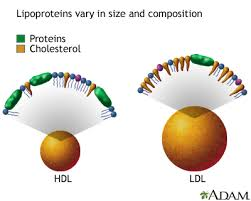 Lipoproteins vary in size and composition
Proteins
Cholesterol
HDL
LDL
ADAM.